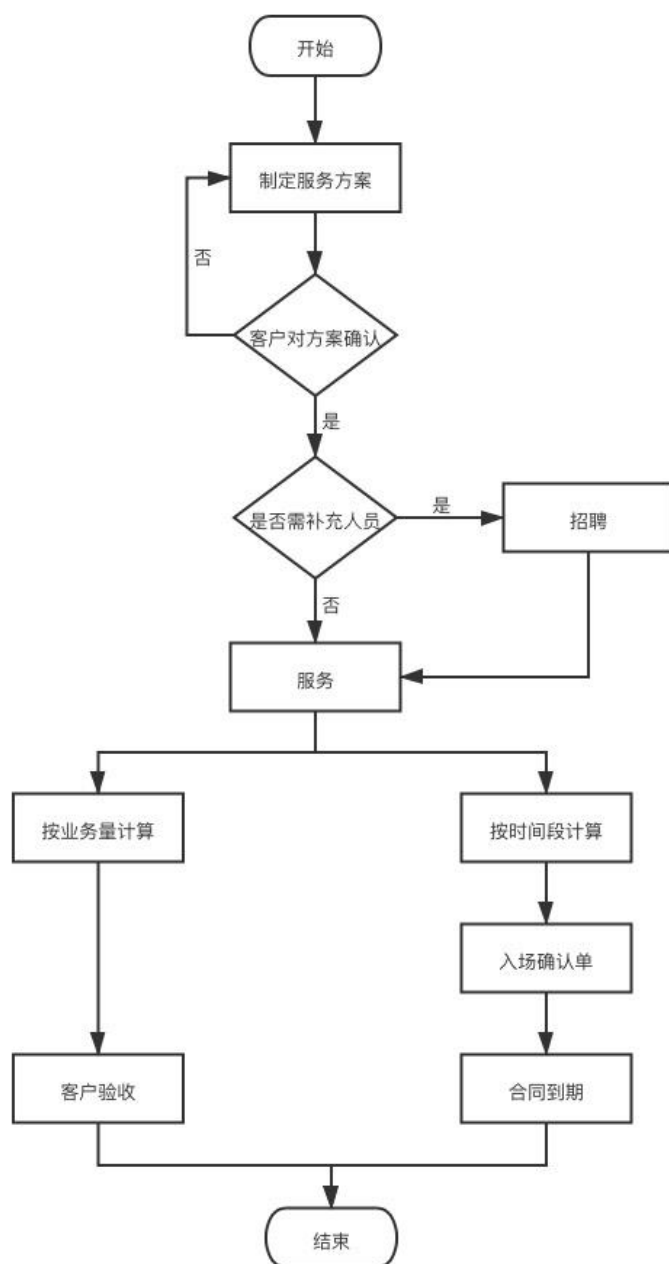 开始
制定服务方案
否
客户对方案确认
是
是否需补充人员
是
招聘
否
服务
按业务量计算
按时间段计算
入场确认单
客户验收
合同到期
结束